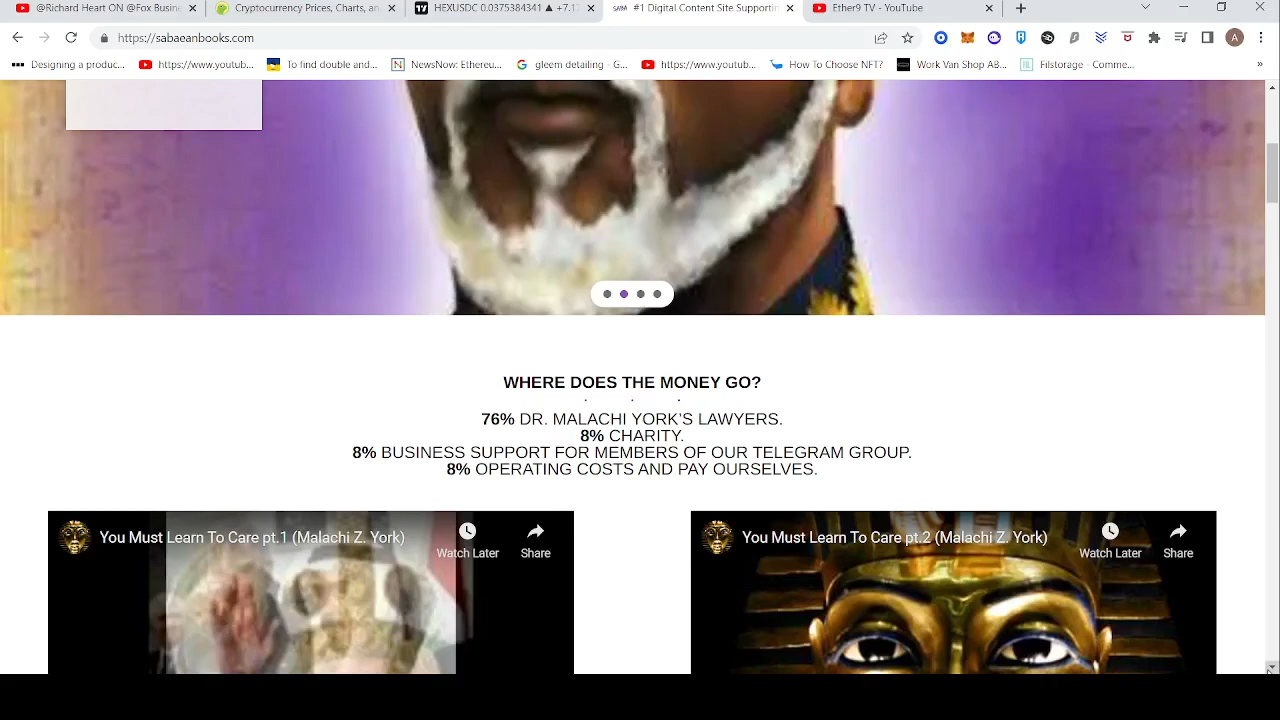 @Richard Heart ON @Fox Busin
Cryptocurrency Prices, Charts, an
HEXUSDC 0.0375384341 ▲ +7.1
#1 Digital Content Site Supportin
Ether9 TV - YouTube
https://sabaeanbooks.com
A
Designing a produc...
https://www.youtub...
To find double and...
NewsNow: Ethereu...
gleem detailing - G...
https://www.youtub...
How To Choose NFT?
Work Van Shop AB...
Filstorage - Comme...
»
WHERE DOES THE MONEY GO?
76% DR. MALACHI YORK'S LAWYERS.
8% CHARITY.
8% BUSINESS SUPPORT FOR MEMBERS OF OUR TELEGRAM GROUP.
8% OPERATING COSTS AND PAY OURSELVES.
You Must Learn To Care pt.1 (Malachi Z. York)
Watch Later
Share
You Must Learn To Care pt.2 (Malachi Z. York)
Watch Later
Share